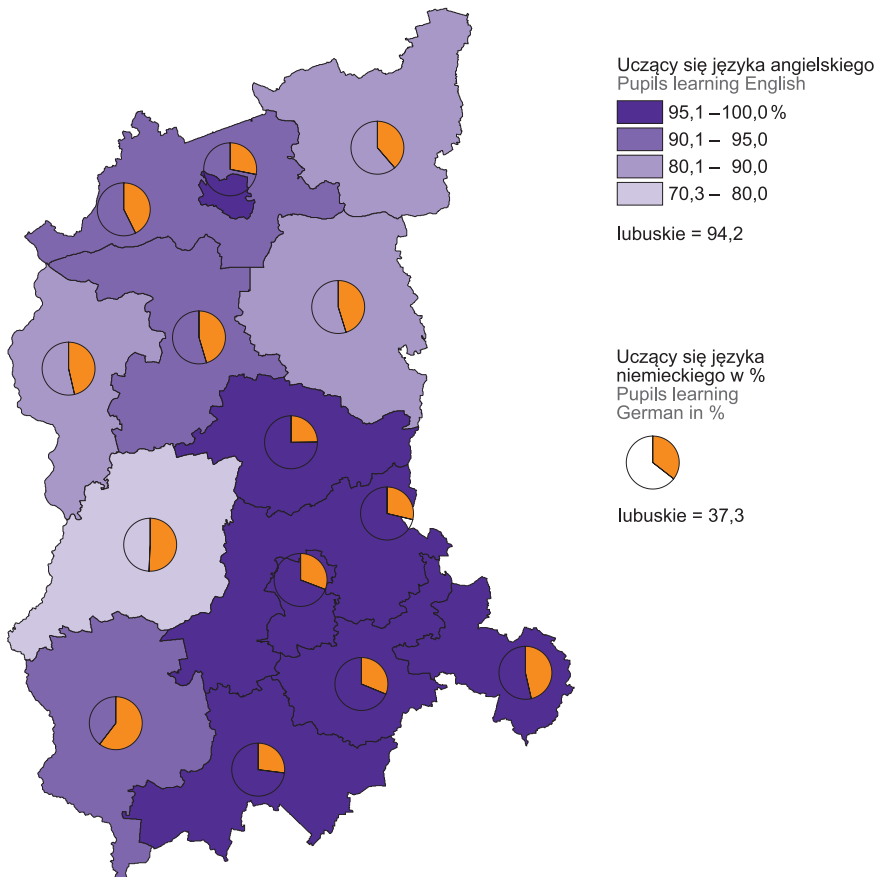 Uczący się języka angielskiego
Pupils learning English
95,1 – 100,0 %
90,1 – 95,0
80,1 – 90,0
70,3 – 80,0
lubuskie = 94,2
Uczący się języka
niemieckiego w %
Pupils learning
German in %
lubuskie = 37,3